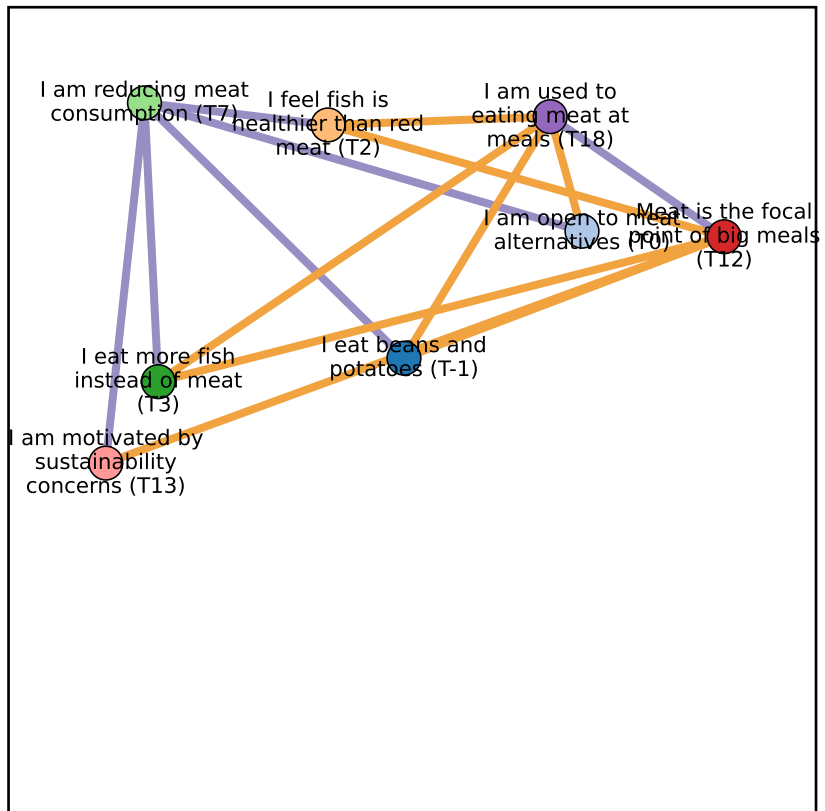 I am reducing meat
consumption (T7)
I feel fish is
healthier than red
meat (T2)
I am used to
eating meat at
meals (T18)
I am open to meat
alternatives (T0)
Meat is the focal
point of big meals
(T12)
I eat more fish
instead of meat
(T3)
I eat beans and
potatoes (T-1)
I am motivated by
sustainability
concerns (T13)